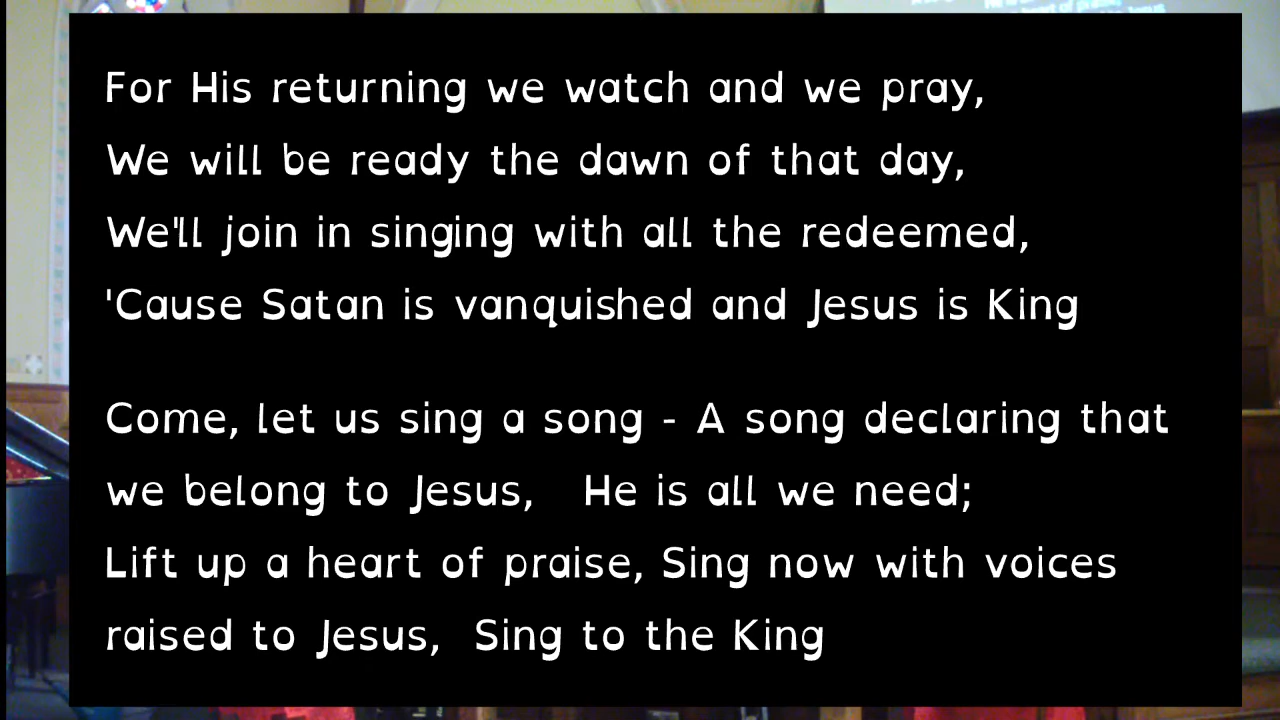 For His returning we watch and we pray,
We will be ready the dawn of that day,
We'll join in singing with all the redeemed,
'Cause Satan is vanquished and Jesus is King
Come, let us sing a song - A song declaring that
we belong to Jesus, He is all we need;
Lift up a heart of praise, Sing now with voices
raised to Jesus, Sing to the King